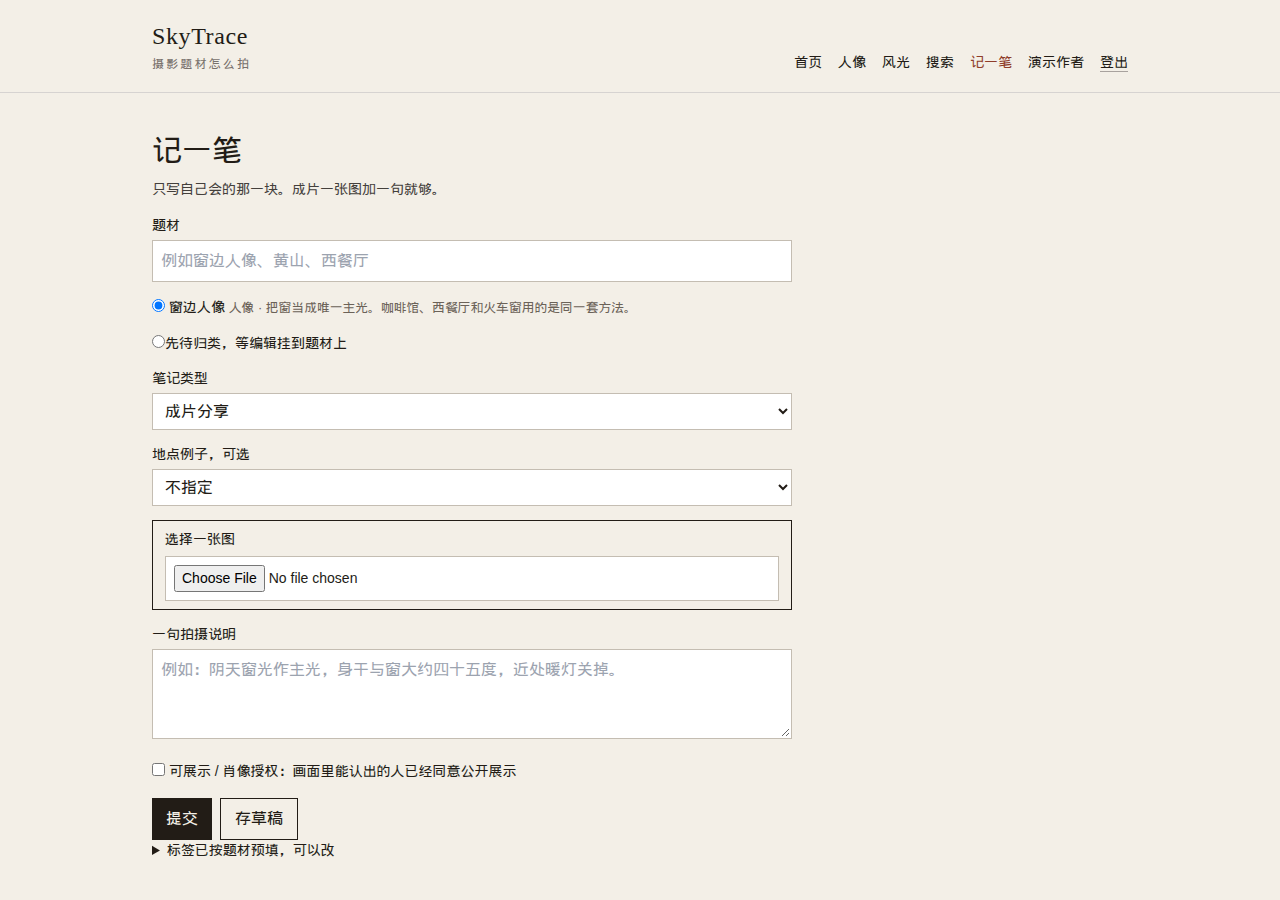 SkyTrace
摄影题材怎么拍
首页 人像 风光 搜索 记一笔 演示作者 登出
记一笔
只写自己会的那一块。成片一张图加一句就够。
题材
例如窗边人像、黄山、西餐厅
窗边人像 人像 · 把窗当成唯一主光。咖啡馆、西餐厅和火车窗用的是同一套方法。
先待归类，等编辑挂到题材上
笔记类型
成片分享
地点例子，可选
不指定
选择一张图
Choose File No file chosen
一句拍摄说明
例如：阴天窗光作主光，身干与窗大约四十五度，近处暖灯关掉。
可展示 / 肖像授权：画面里能认出的人已经同意公开展示
提交 存草稿
标签已按题材预填，可以改